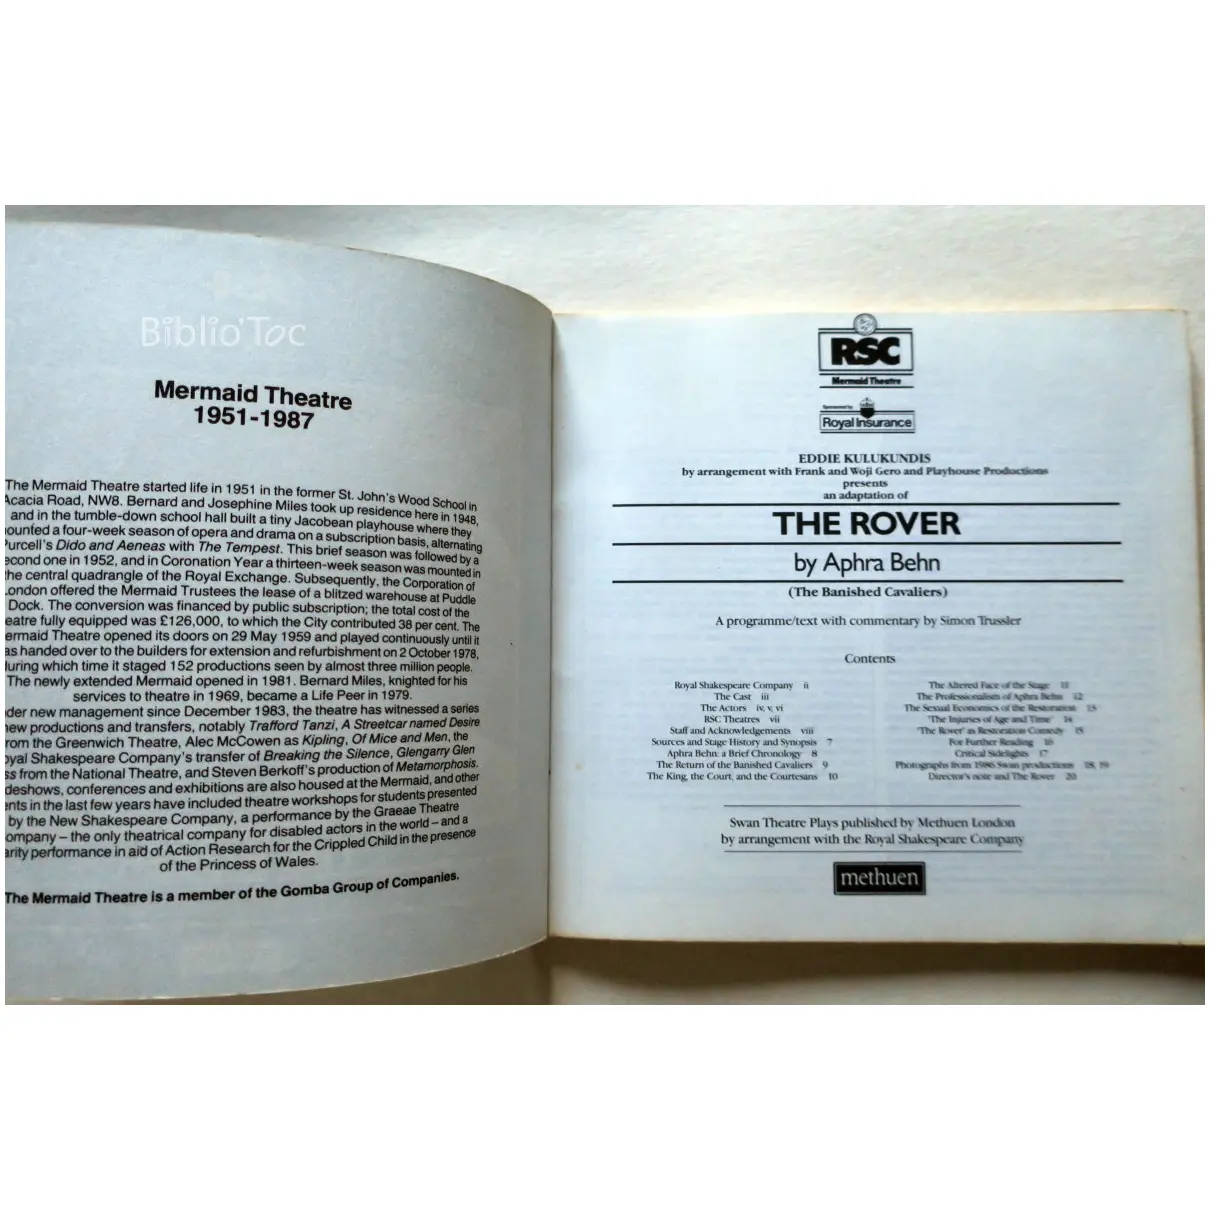 Biblio'Toc
Mermaid Theatre
1951-1987
The Mermaid Theatre started life in 1951 in the former St. John's Wood School in
Acacia Road, NW8. Bernard and Josephine Miles took up residence here in 1948,
and in the tumble-down school hall built a tiny Jacobean playhouse where they
ounted a four-week season of opera and drama on a subscription basis, alternating
Purcell's Dido and Aeneas with The Tempest. This brief season was followed by a
econd one in 1952, and in Coronation Year a thirteen-week season was mounted in
the central quadrangle of the Royal Exchange. Subsequently, the Corporation of
London offered the Mermaid Trustees the lease of a blitzed warehouse at Puddle
Dock. The conversion was financed by public subscription; the total cost of the
eatre fully equipped was £126,000, to which the City contributed 38 per cent. The
ermaid Theatre opened its doors on 29 May 1959 and played continuously until it
as handed over to the builders for extension and refurbishment on 2 October 1978,
during which time it staged 152 productions seen by almost three million people.
The newly extended Mermaid opened in 1981. Bernard Miles, knighted for his
services to theatre in 1969, became a Life Peer in 1979.
der new management since December 1983, the theatre has witnessed a series
new productions and transfers, notably Trafford Tanzi, A Streetcar named Desire
from the Greenwich Theatre, Alec McCowen as Kipling, Of Mice and Men, the
oyal Shakespeare Company's transfer of Breaking the Silence, Glengarry Glen
ss from the National Theatre, and Steven Berkoff's production of Metamorphosis.
deshows, conferences and exhibitions are also housed at the Mermaid, and other
ents in the last few years have included theatre workshops for students presented
by the New Shakespeare Company, a performance by the Graeae Theatre
ompany – the only theatrical company for disabled actors in the world – and a
arity performance in aid of Action Research for the Crippled Child in the presence
of the Princess of Wales.
The Mermaid Theatre is a member of the Gomba Group of Companies.
RSC
Mermaid Theatre
Sponsored by
Royal Insurance
EDDIE KULUKUNDIS
by arrangement with Frank and Woji Gero and Playhouse Productions
presents
an adaptation of
THE ROVER
by Aphra Behn
(The Banished Cavaliers)
A programme/text with commentary by Simon Trussler
Contents
Royal Shakespeare Company ii
The Cast iii
The Actors iv, v, vi
RSC Theatres vii
Staff and Acknowledgements viii
Sources and Stage History and Synopsis 7
Aphra Behn: a Brief Chronology 8
The Return of the Banished Cavaliers 9
The King, the Court, and the Courtesans 10
The Altered Face of the Stage 11
The Professionalism of Aphra Behn 12
The Sexual Economics of the Restoration 13
'The Injuries of Age and Time' 14
'The Rover' as Restoration Comedy 15
For Further Reading 16
Critical Sidelights 17
Photographs from 1986 Swan productions 18, 19
Director's note and The Rover 20
Swan Theatre Plays published by Methuen London
by arrangement with the Royal Shakespeare Company
methuen